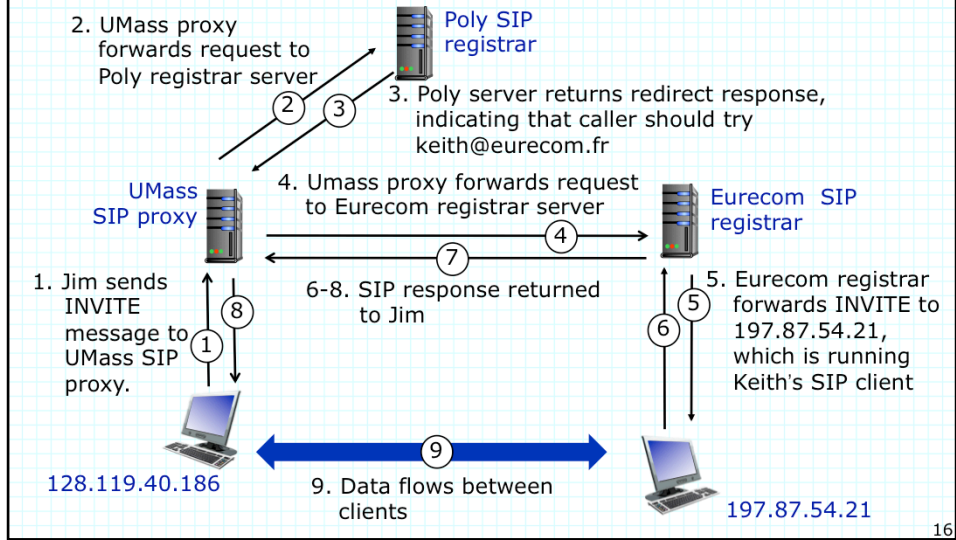 2. UMass proxy
forwards request to
Poly registrar server
Poly SIP
registrar
2
3
3. Poly server returns redirect response,
indicating that caller should try
keith@eurecom.fr
UMass
SIP proxy
4. Umass proxy forwards request
to Eurecom registrar server
Eurecom SIP
registrar
4
7
1. Jim sends
INVITE
message to
UMass SIP
proxy.
8
1
6-8. SIP response returned
to Jim
5. Eurecom registrar
forwards INVITE to
197.87.54.21,
which is running
Keith's SIP client
5
6
9
128.119.40.186
9. Data flows between
clients
197.87.54.21
16